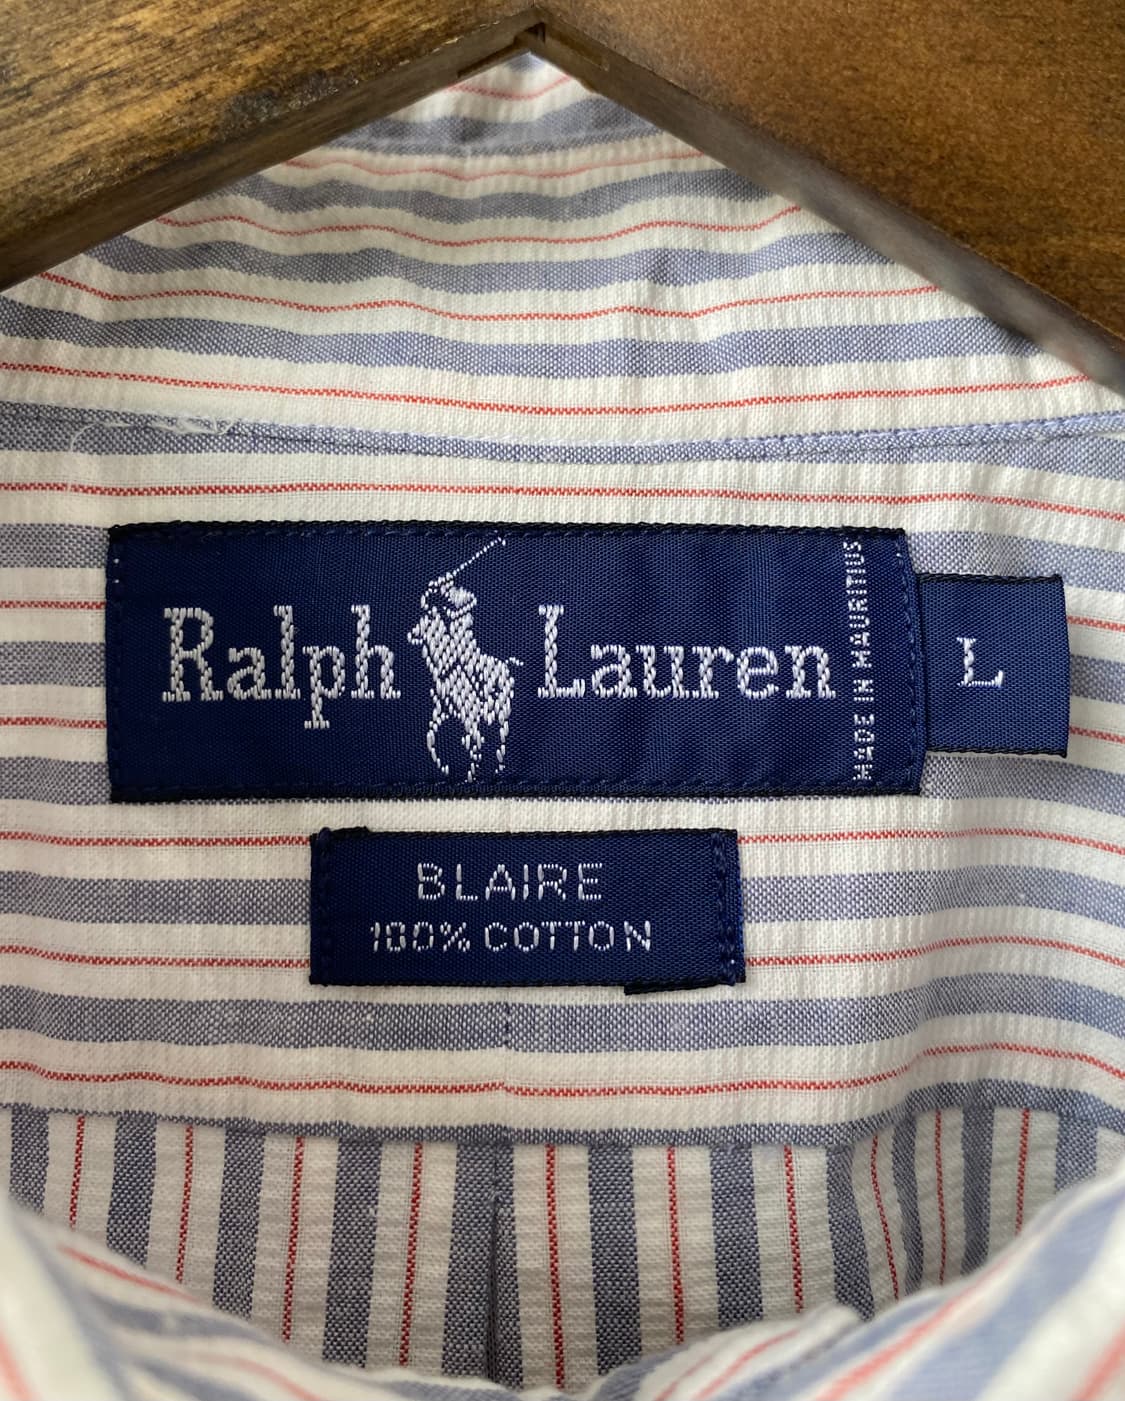 Ralph Lauren
MADE IN MAURITIUS
L
BLAIRE
100% COTTON